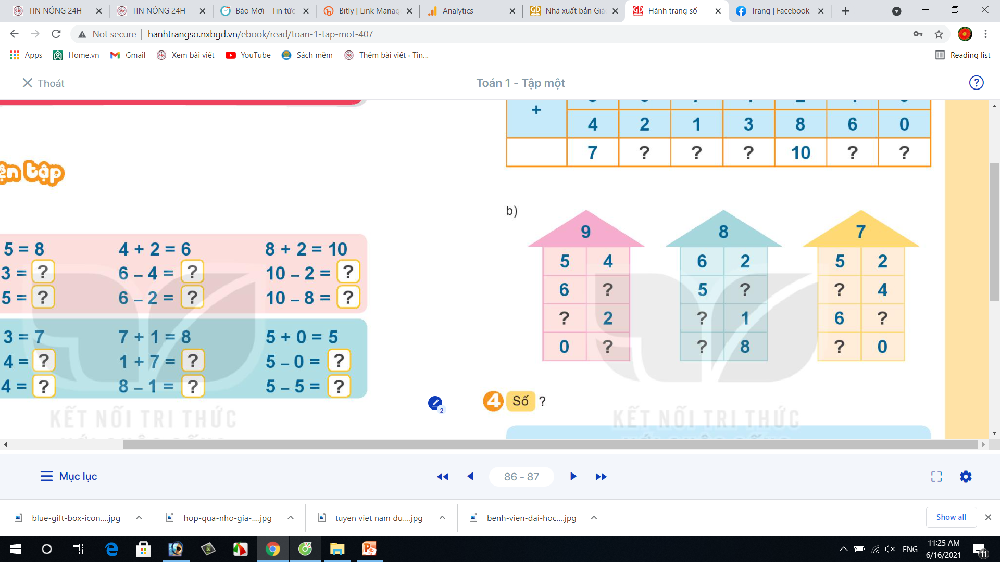 TIN NÓNG 24H
TIN NÓNG 24H
Báo Mới - Tin tức
Bitly | Link Manag
Analytics
Nhà xuất bản Giá
Hành trang số
Trang | Facebook
Not secure
hanhtrangso.nxbgd.vn/ebook/read/toan-1-tap-mot-407
Apps
Home.vn
Gmail
Xem bài viết
YouTube
Sách mềm
Thêm bài viết ‹ Tin...
Reading list
Thoát
Toán 1 - Tập một
?
+
4 2 1 3 8 6 0
7 ? ? ? 10 ? ?
ện tập
5 = 8
4 + 2 = 6
8 + 2 = 10
3 = ?
6 – 4 = ?
10 – 2 = ?
5 = ?
6 – 2 = ?
10 – 8 = ?
3 = 7
7 + 1 = 8
5 + 0 = 5
4 = ?
1 + 7 = ?
5 – 0 = ?
4 = ?
8 – 1 = ?
5 – 5 = ?
KẾT NỐI TRI THỨC
2
b)
9
5 4
6 ?
? 2
0 ?
8
6 2
5 ?
? 1
? 8
7
5 2
? 4
6 ?
? 0
4 Số ?
KẾT NỐI TRI THỨC
Mục lục
86 - 87
blue-gift-box-icon....jpg
hop-qua-nho-gia-....jpg
tuyen viet nam du....jpg
benh-vien-dai-hoc....jpg
Show all
ENG
11:25 AM
6/16/2021
11